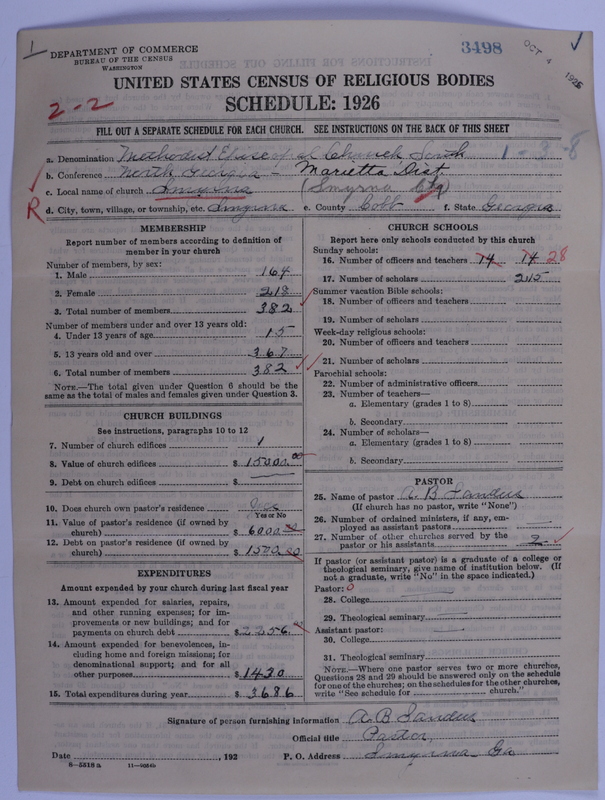 1
DEPARTMENT OF COMMERCE
BUREAU OF THE CENSUS
WASHINGTON
3498
OCT 4 1926
UNITED STATES CENSUS OF RELIGIOUS BODIES
SCHEDULE: 1926
2-2
FILL OUT A SEPARATE SCHEDULE FOR EACH CHURCH. SEE INSTRUCTIONS ON THE BACK OF THIS SHEET
a. Denomination Methodist Episcopal Church South 1-3-8
b. Conference North Georgia - Marietta Dist.
c. Local name of church Smyrna (Smyrna
R d. City, town, village, or township, etc. Smyrna e. County Cobb f. State Georgia
MEMBERSHIP
Report number of members according to definition of member in your church
Number of members, by sex:
1. Male 164
2. Female 218
3. Total number of members 382
Number of members under and over 13 years old:
4. Under 13 years of age 15
5. 13 years old and over 367
6. Total number of members 382
NOTE.—The total given under Question 6 should be the same as the total of males and females given under Question 3.
CHURCH BUILDINGS
See instructions, paragraphs 10 to 12
7. Number of church edifices 1
8. Value of church edifices $ 15000.00
9. Debt on church edifices $
10. Does church own pastor's residence Yes
Yes or No
11. Value of pastor's residence (if owned by church) $ 6000.00
12. Debt on pastor's residence (if owned by church) $ 1500.00
EXPENDITURES
Amount expended by your church during last fiscal year
13. Amount expended for salaries, repairs, and other running expenses; for improvements or new buildings; and for payments on church debt $ 2256.
14. Amount expended for benevolences, including home and foreign missions; for denominational support; and for all other purposes $ 1430
15. Total expenditures during year $ 3686
CHURCH SCHOOLS
Report here only schools conducted by this church
Sunday schools:
16. Number of officers and teachers 74 74 28
17. Number of scholars 215
Summer vacation Bible schools:
18. Number of officers and teachers
19. Number of scholars
Week-day religious schools:
20. Number of officers and teachers
21. Number of scholars
Parochial schools:
22. Number of administrative officers
23. Number of teachers—
a. Elementary (grades 1 to 8)
b. Secondary
24. Number of scholars—
a. Elementary (grades 1 to 8)
b. Secondary
PASTOR
25. Name of pastor A. B. Sanders
(If church has no pastor, write "None")
26. Number of ordained ministers, if any, employed as assistant pastors
27. Number of other churches served by the pastor or his assistants 2
If pastor (or assistant pastor) is a graduate of a college or theological seminary, give name of institution below. (If not a graduate, write "No" in the space indicated.)
Pastor: 0
28. College
29. Theological seminary
Assistant pastor:
30. College
31. Theological seminary
NOTE.—Where one pastor serves two or more churches, Questions 28 and 29 should be answered only on the schedule for one of the churches; on the schedules for the other churches, write "See schedule for church."
Signature of person furnishing information A B Sanders
Official title Pastor,
Date , 192 P. O. Address Smyrna Ga
8—5518 a